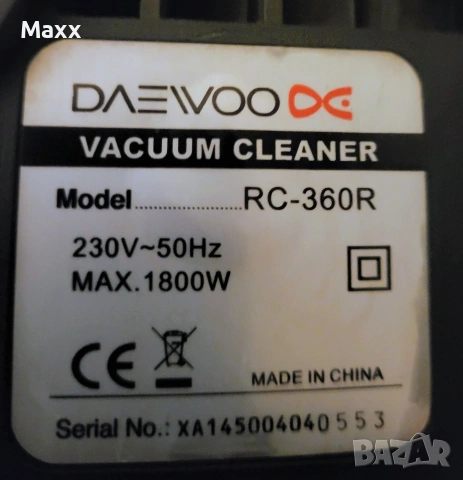 Maxx
DAEWOO
VACUUM CLEANER
Model........................RC-360R
230V~50Hz
MAX.1800W
CE
MADE IN CHINA
Serial No.: XA145004040553
BAZAR